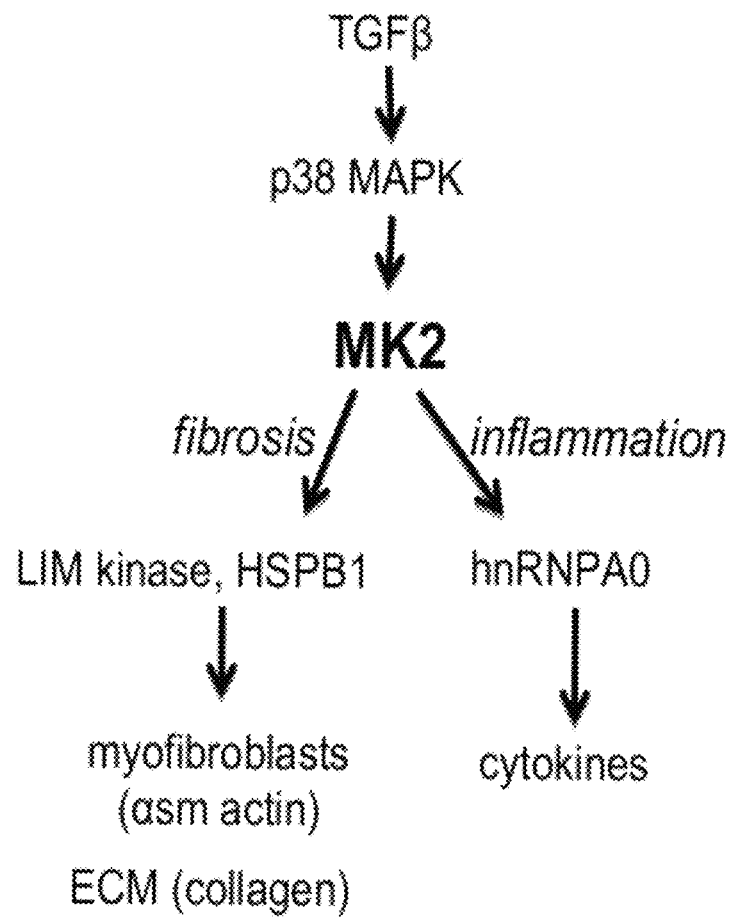 TGFβ
p38 MAPK
MK2
fibrosis
inflammation
LIM kinase, HSPB1
hnRNPA0
myofibroblasts
(αsm actin)
cytokines
ECM (collagen)